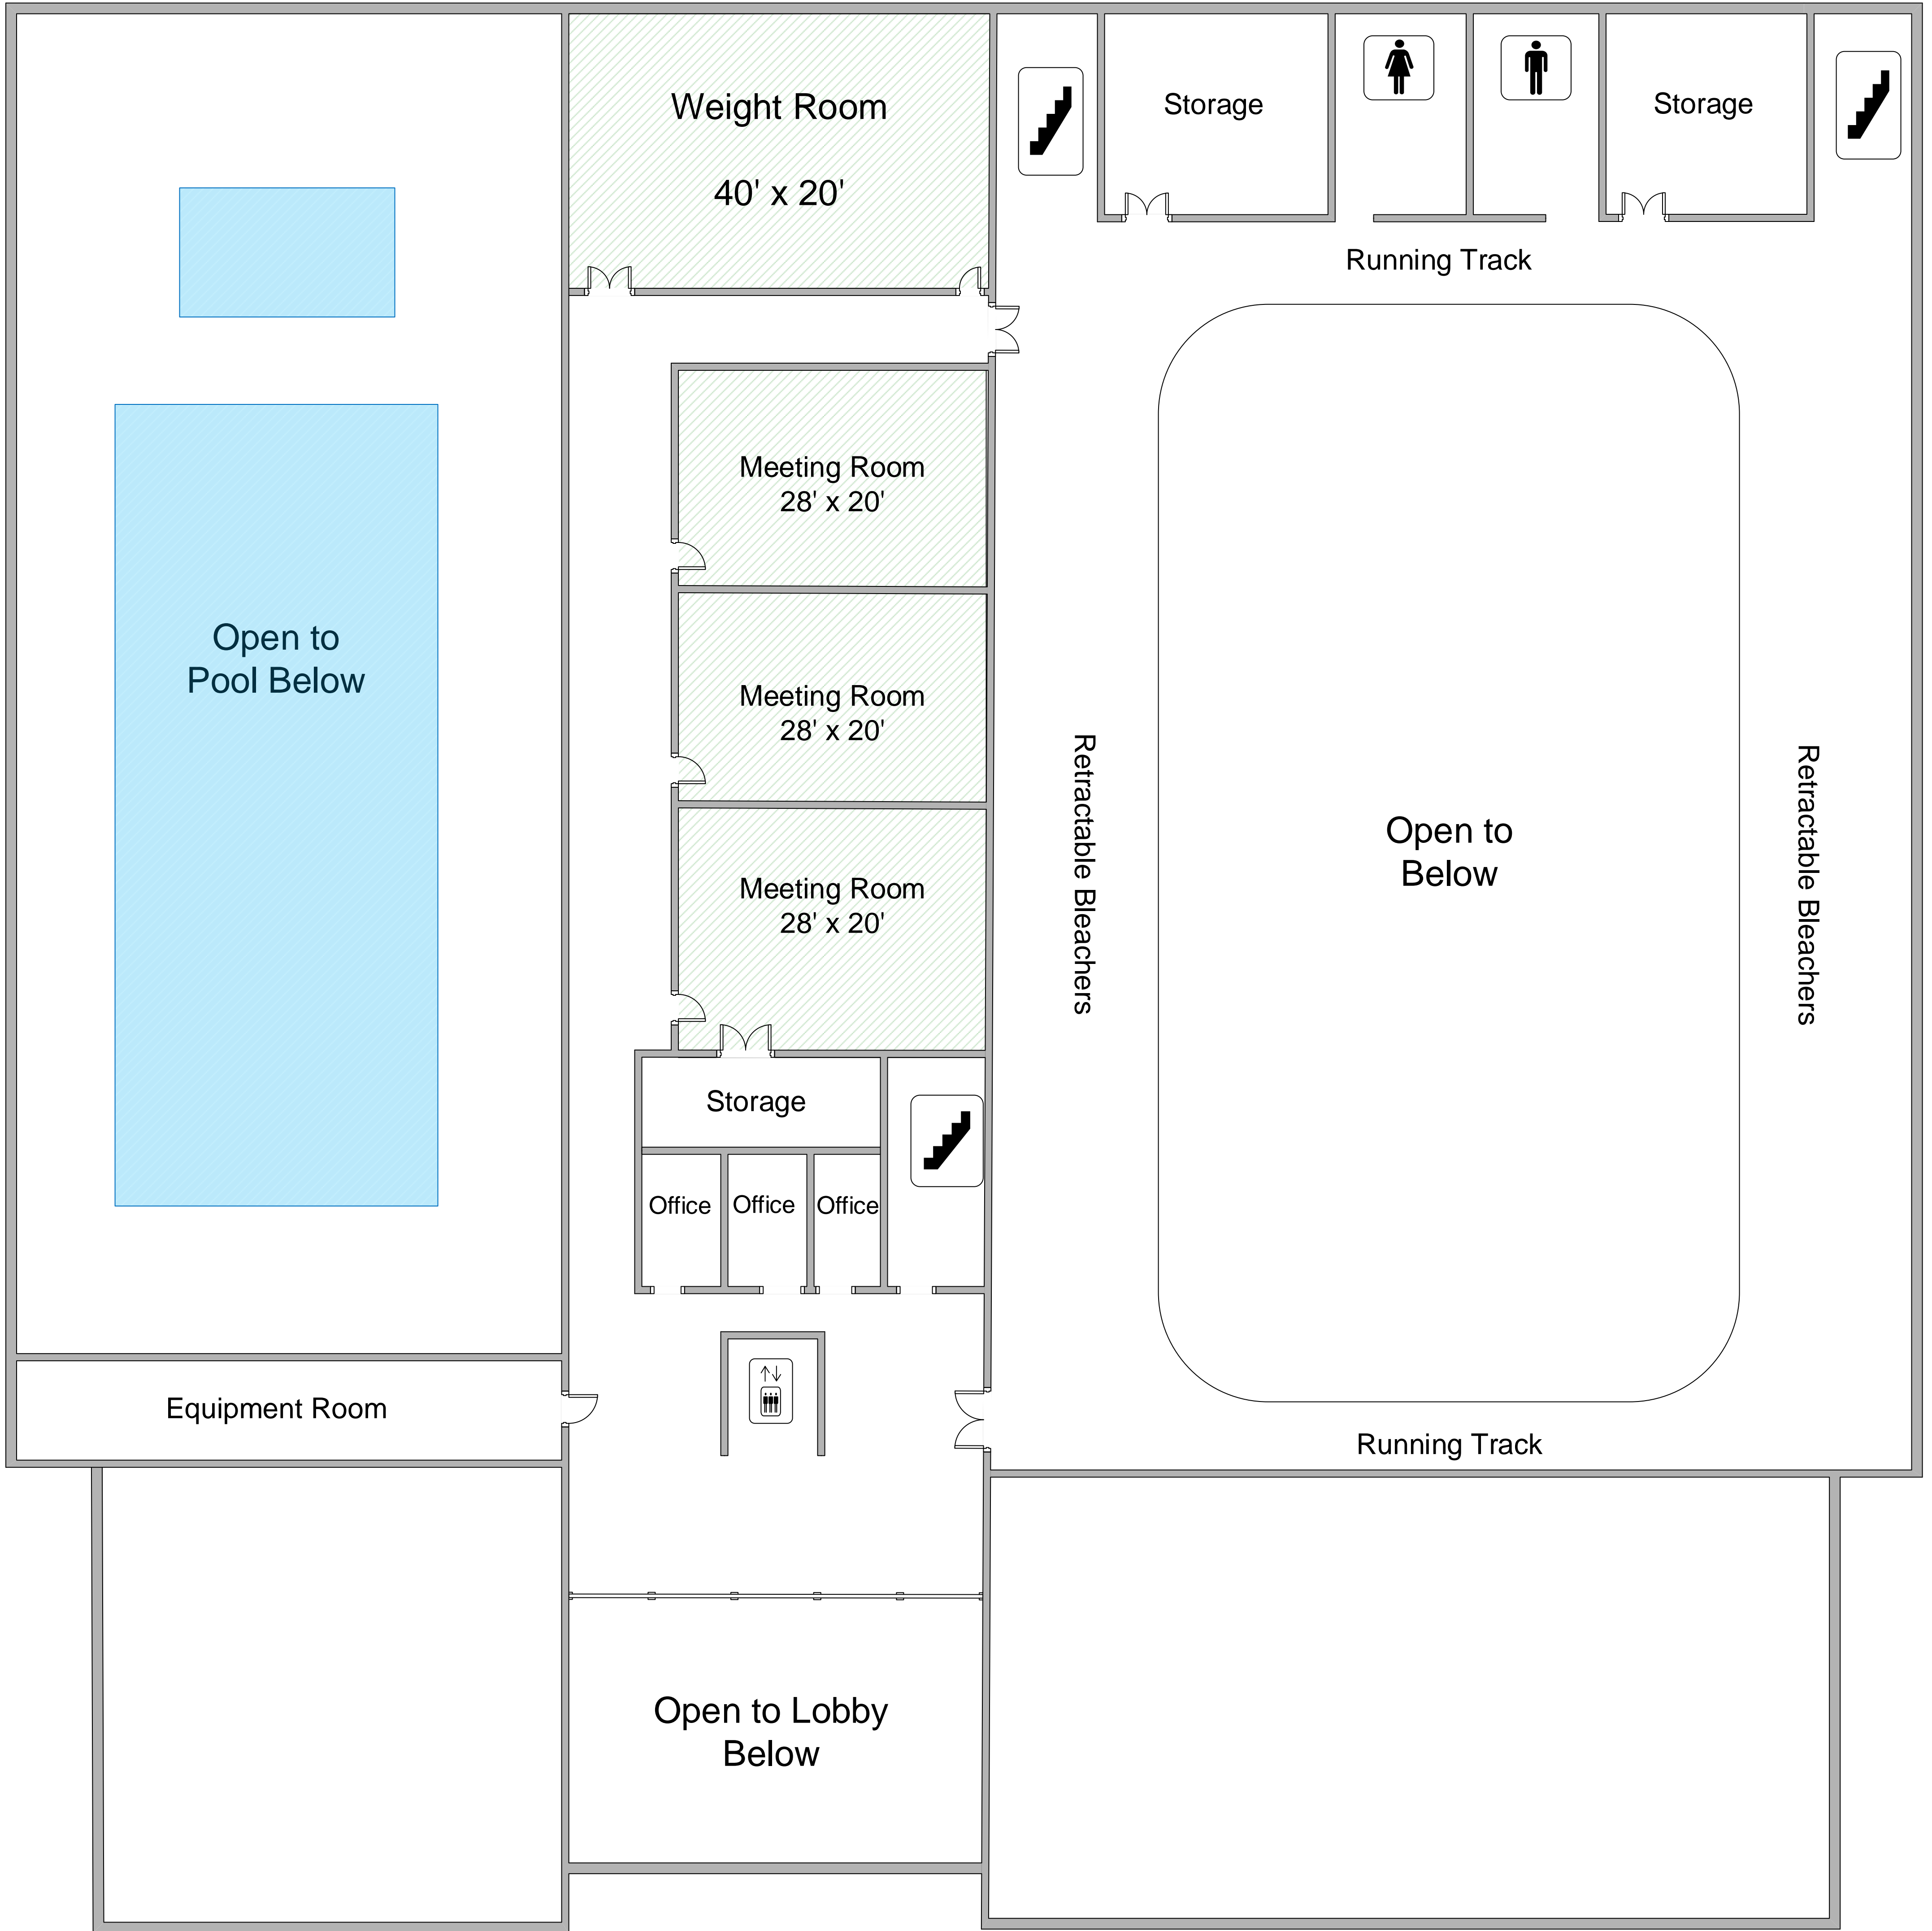 Weight Room
40' x 20'
Storage
Storage
Running Track
Meeting Room
28' x 20'
Open to
Pool Below
Meeting Room
28' x 20'
Retractable Bleachers
Open to
Below
Retractable Bleachers
Meeting Room
28' x 20'
Storage
Office
Office
Office
Equipment Room
Running Track
Open to Lobby
Below